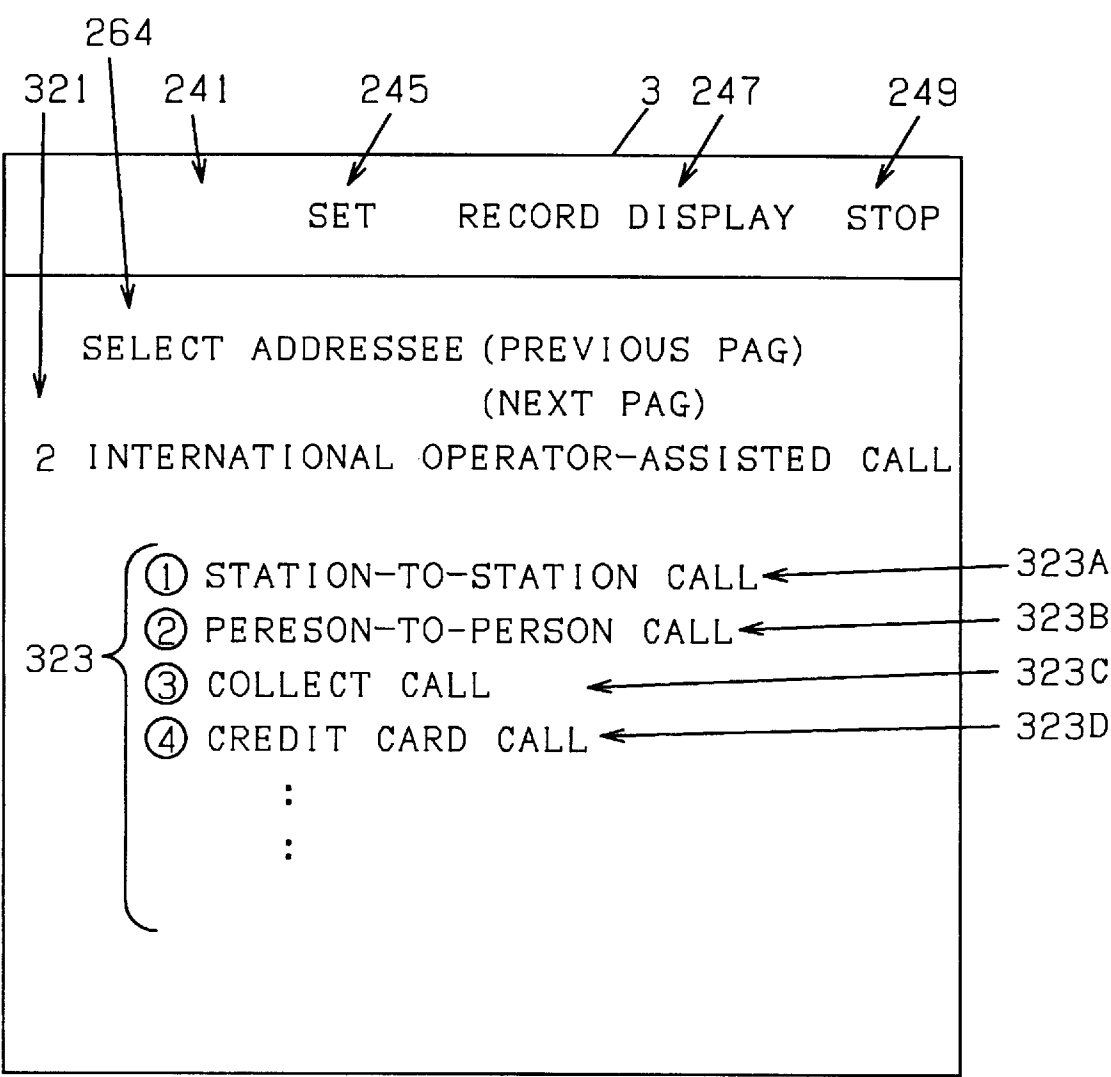 264
321 241 245 3 247 249
SET RECORD DISPLAY STOP
SELECT ADDRESSEE (PREVIOUS PAG)
(NEXT PAG)
2 INTERNATIONAL OPERATOR-ASSISTED CALL
① STATION-TO-STATION CALL 323A
② PERESON-TO-PERSON CALL 323B
323 ③ COLLECT CALL 323C
④ CREDIT CARD CALL 323D
:
: